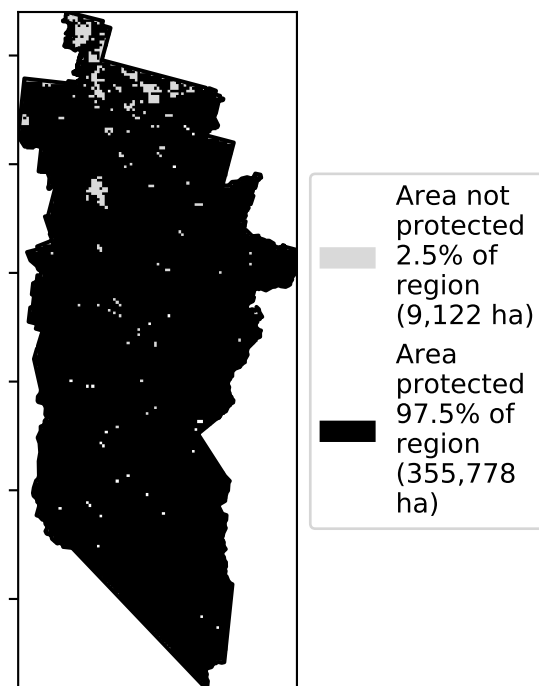 Area not
protected
2.5% of
region
(9,122 ha)
Area
protected
97.5% of
region
(355,778
ha)